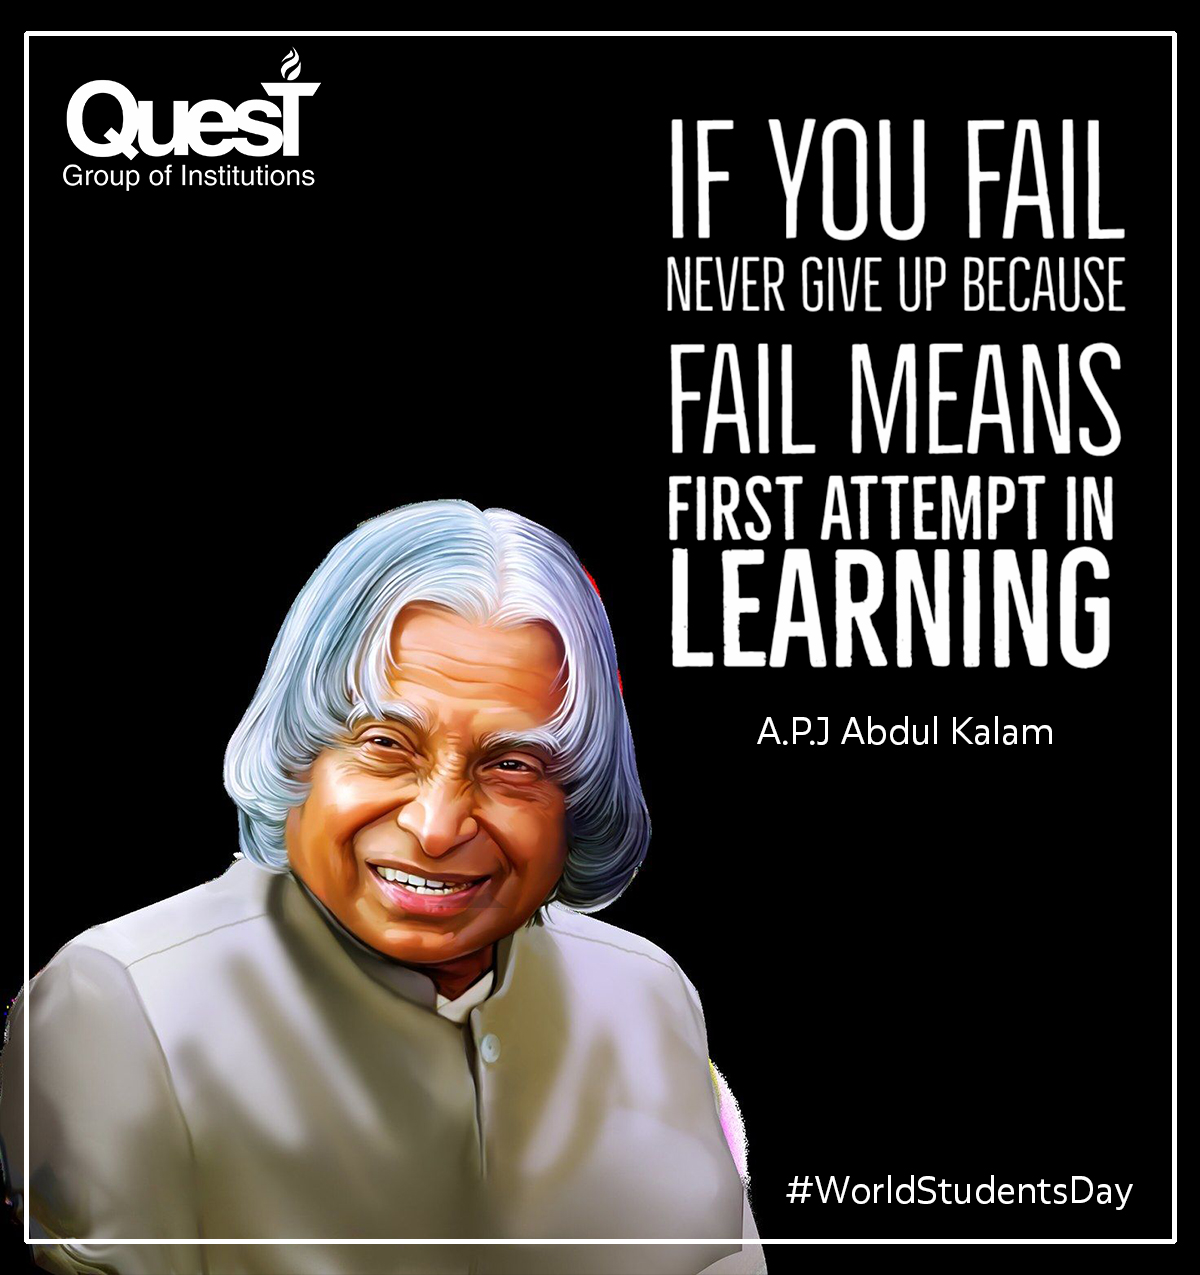 Quest
Group of Institutions
IF YOU FAIL
NEVER GIVE UP BECAUSE
FAIL MEANS
FIRST ATTEMPT IN
LEARNING
A.P.J Abdul Kalam
#WorldStudentsDay